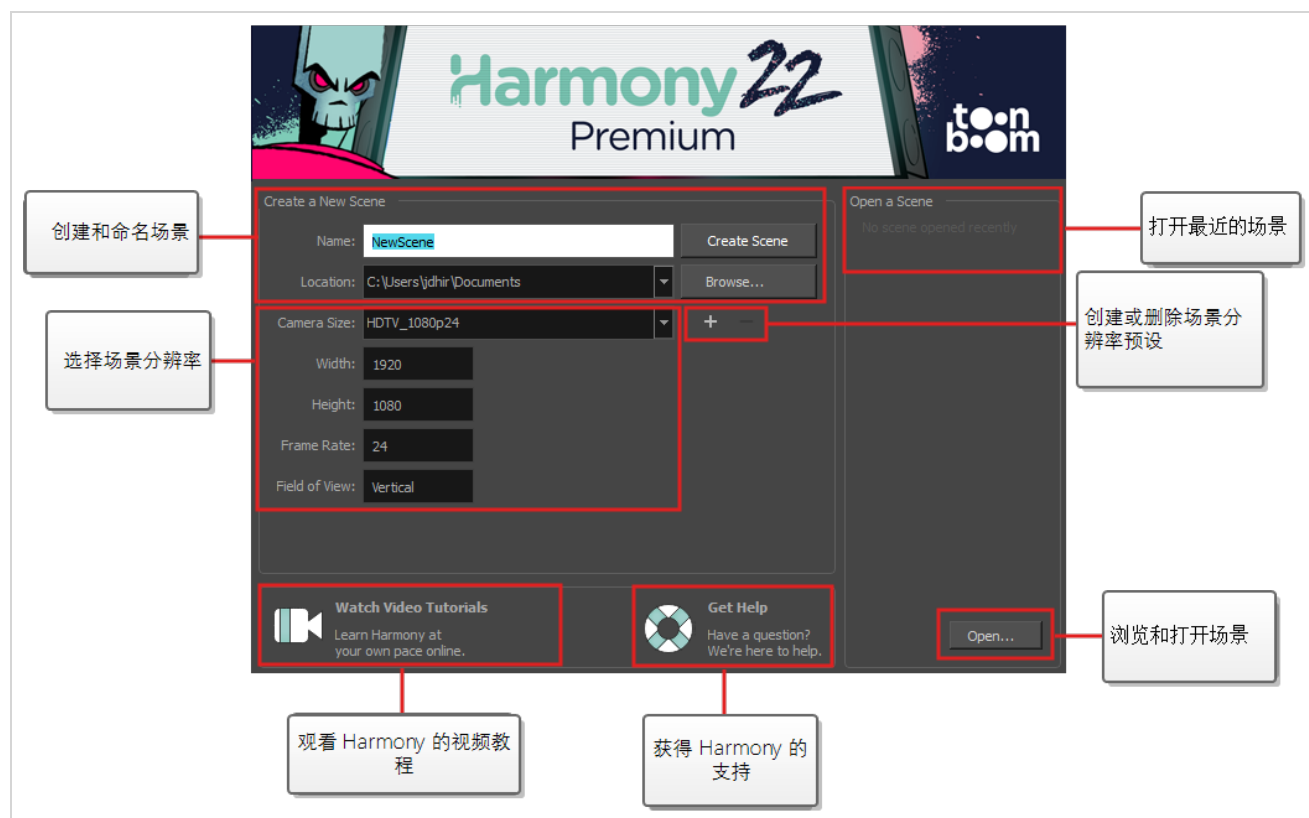 Harmony 22
Premium
toon
boom
创建和命名场景
Create a New Scene
Name:
NewScene
Create Scene
Location:
C:\Users\jdhir\Documents
Browse...
Open a Scene
No scene opened recently
打开最近的场景
选择场景分辨率
Camera Size:
HDTV_1080p24
+ −
创建或删除场景分
辨率预设
Width:
1920
Height:
1080
Frame Rate:
24
Field of View:
Vertical
Watch Video Tutorials
Learn Harmony at
your own pace online.
Get Help
Have a question?
We're here to help.
Open...
浏览和打开场景
观看 Harmony 的视频教
程
获得 Harmony 的
支持